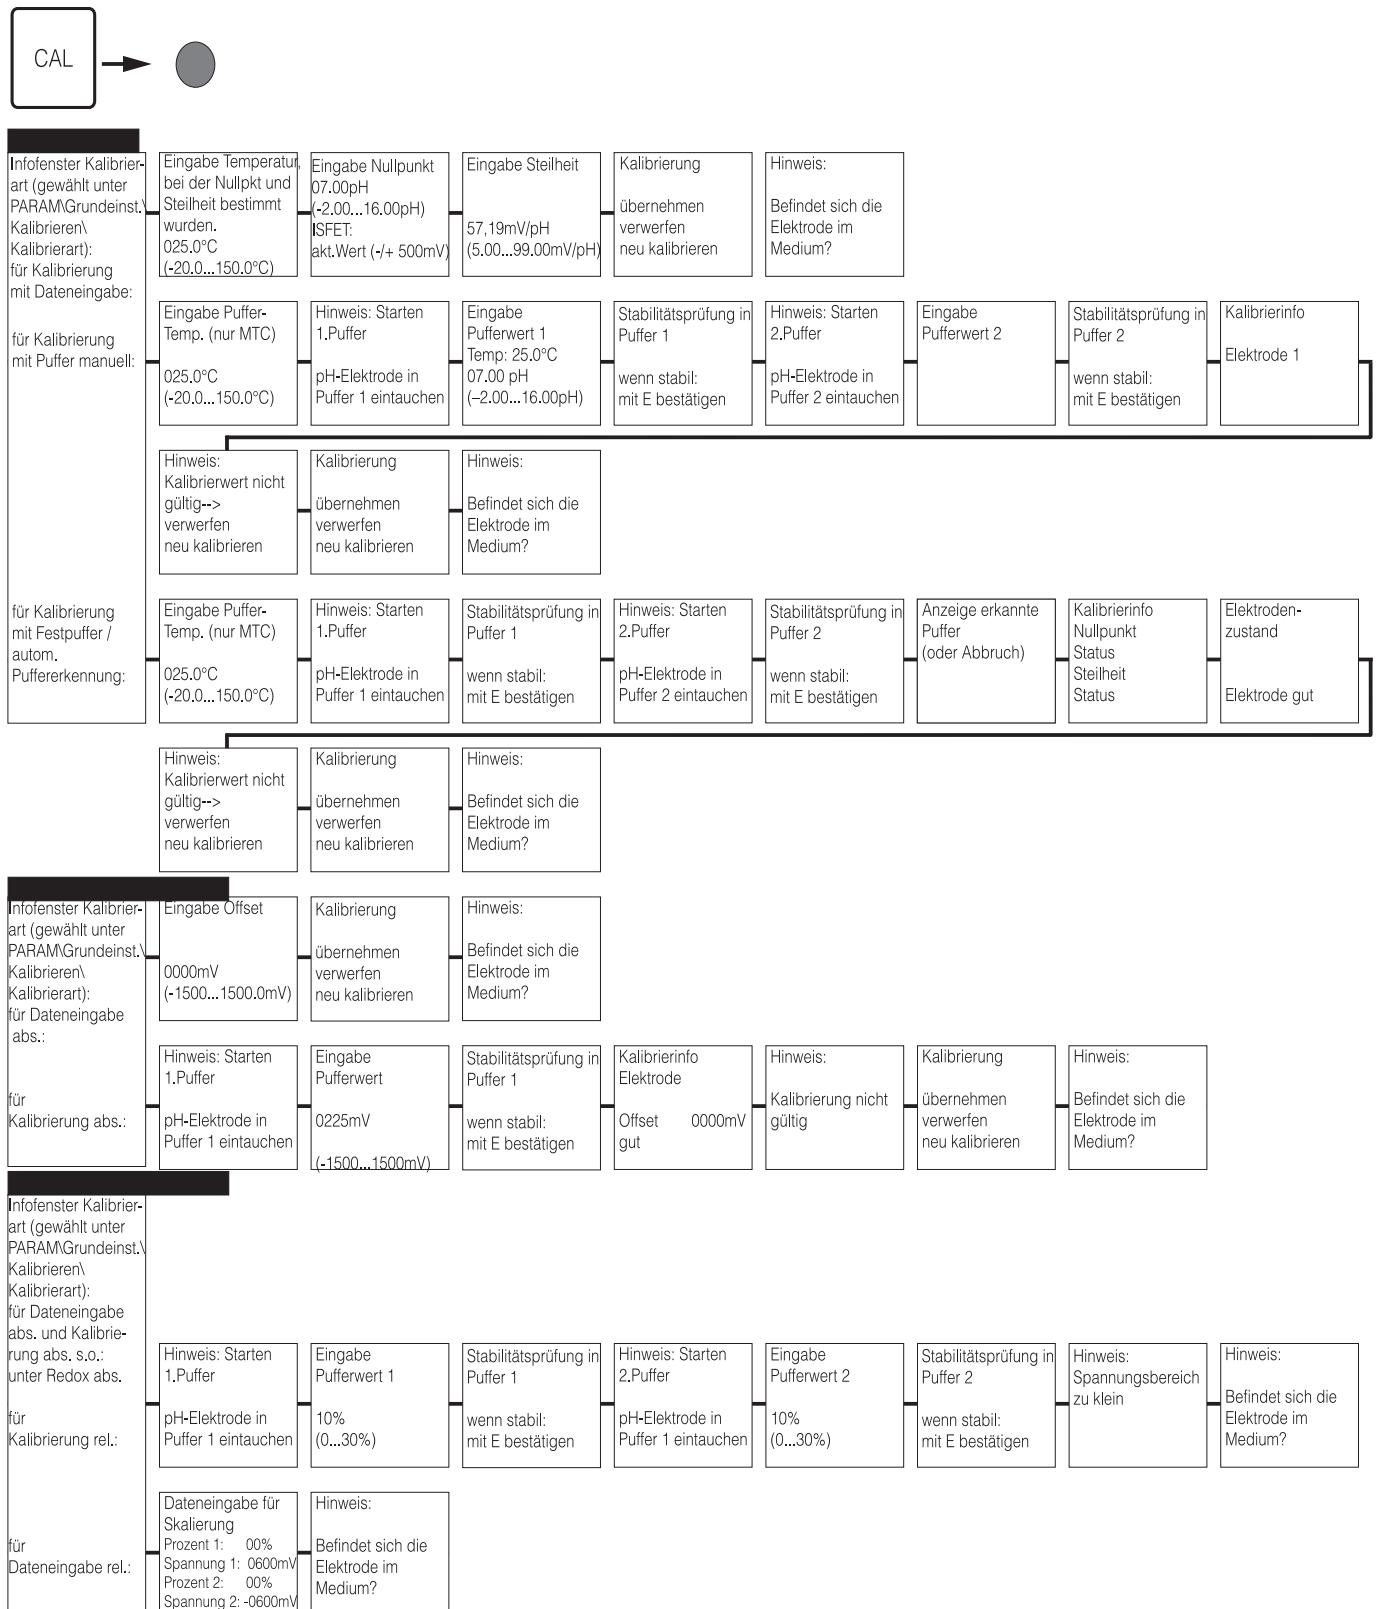 CAL
Infofenster Kalibrier-
art (gewählt unter
PARAM\Grundeinst.\
Kalibrieren\
Kalibrierart):
für Kalibrierung
mit Dateneingabe:
Eingabe Temperatur,
bei der Nullpkt und
Steilheit bestimmt
wurden.
025.0°C
(-20.0...150.0°C)
Eingabe Nullpunkt
07.00pH
(-2.00...16.00pH)
ISFET:
akt.Wert (-/+ 500mV)
Eingabe Steilheit
57,19mV/pH
(5.00...99.00mV/pH)
Kalibrierung
übernehmen
verwerfen
neu kalibrieren
Hinweis:
Befindet sich die
Elektrode im
Medium?
für Kalibrierung
mit Puffer manuell:
Eingabe Puffer-
Temp. (nur MTC)
025.0°C
(-20.0...150.0°C)
Hinweis: Starten
1.Puffer
pH-Elektrode in
Puffer 1 eintauchen
Eingabe
Pufferwert 1
Temp: 25.0°C
07.00 pH
(–2.00...16.00pH)
Stabilitätsprüfung in
Puffer 1
wenn stabil:
mit E bestätigen
Hinweis: Starten
2.Puffer
pH-Elektrode in
Puffer 2 eintauchen
Eingabe
Pufferwert 2
Stabilitätsprüfung in
Puffer 2
wenn stabil:
mit E bestätigen
Kalibrierinfo
Elektrode 1
Hinweis:
Kalibrierwert nicht
gültig-->
verwerfen
neu kalibrieren
Kalibrierung
übernehmen
verwerfen
neu kalibrieren
Hinweis:
Befindet sich die
Elektrode im
Medium?
für Kalibrierung
mit Festpuffer /
autom.
Puffererkennung:
Eingabe Puffer-
Temp. (nur MTC)
025.0°C
(-20.0...150.0°C)
Hinweis: Starten
1.Puffer
pH-Elektrode in
Puffer 1 eintauchen
Stabilitätsprüfung in
Puffer 1
wenn stabil:
mit E bestätigen
Hinweis: Starten
2.Puffer
pH-Elektrode in
Puffer 2 eintauchen
Stabilitätsprüfung in
Puffer 2
wenn stabil:
mit E bestätigen
Anzeige erkannte
Puffer
(oder Abbruch)
Kalibrierinfo
Nullpunkt
Status
Steilheit
Status
Elektroden-
zustand
Elektrode gut
Hinweis:
Kalibrierwert nicht
gültig-->
verwerfen
neu kalibrieren
Kalibrierung
übernehmen
verwerfen
neu kalibrieren
Hinweis:
Befindet sich die
Elektrode im
Medium?
Infofenster Kalibrier-
art (gewählt unter
PARAM\Grundeinst.\
Kalibrieren\
Kalibrierart):
für Dateneingabe
abs.:
Eingabe Offset
0000mV
(-1500...1500.0mV)
Kalibrierung
übernehmen
verwerfen
neu kalibrieren
Hinweis:
Befindet sich die
Elektrode im
Medium?
für
Kalibrierung abs.:
Hinweis: Starten
1.Puffer
pH-Elektrode in
Puffer 1 eintauchen
Eingabe
Pufferwert
0225mV
(-1500...1500mV)
Stabilitätsprüfung in
Puffer 1
wenn stabil:
mit E bestätigen
Kalibrierinfo
Elektrode
Offset 0000mV
gut
Hinweis:
Kalibrierung nicht
gültig
Kalibrierung
übernehmen
verwerfen
neu kalibrieren
Hinweis:
Befindet sich die
Elektrode im
Medium?
Infofenster Kalibrier-
art (gewählt unter
PARAM\Grundeinst.\
Kalibrieren\
Kalibrierart):
für Dateneingabe
abs. und Kalibrie-
rung abs. s.o.:
unter Redox abs.
für
Kalibrierung rel.:
Hinweis: Starten
1.Puffer
pH-Elektrode in
Puffer 1 eintauchen
Eingabe
Pufferwert 1
10%
(0...30%)
Stabilitätsprüfung in
Puffer 1
wenn stabil:
mit E bestätigen
Hinweis: Starten
2.Puffer
pH-Elektrode in
Puffer 1 eintauchen
Eingabe
Pufferwert 2
10%
(0...30%)
Stabilitätsprüfung in
Puffer 2
wenn stabil:
mit E bestätigen
Hinweis:
Spannungsbereich
zu klein
Hinweis:
Befindet sich die
Elektrode im
Medium?
für
Dateneingabe rel.:
Dateneingabe für
Skalierung
Prozent 1: 00%
Spannung 1: 0600mV
Prozent 2: 00%
Spannung 2: -0600mV
Hinweis:
Befindet sich die
Elektrode im
Medium?